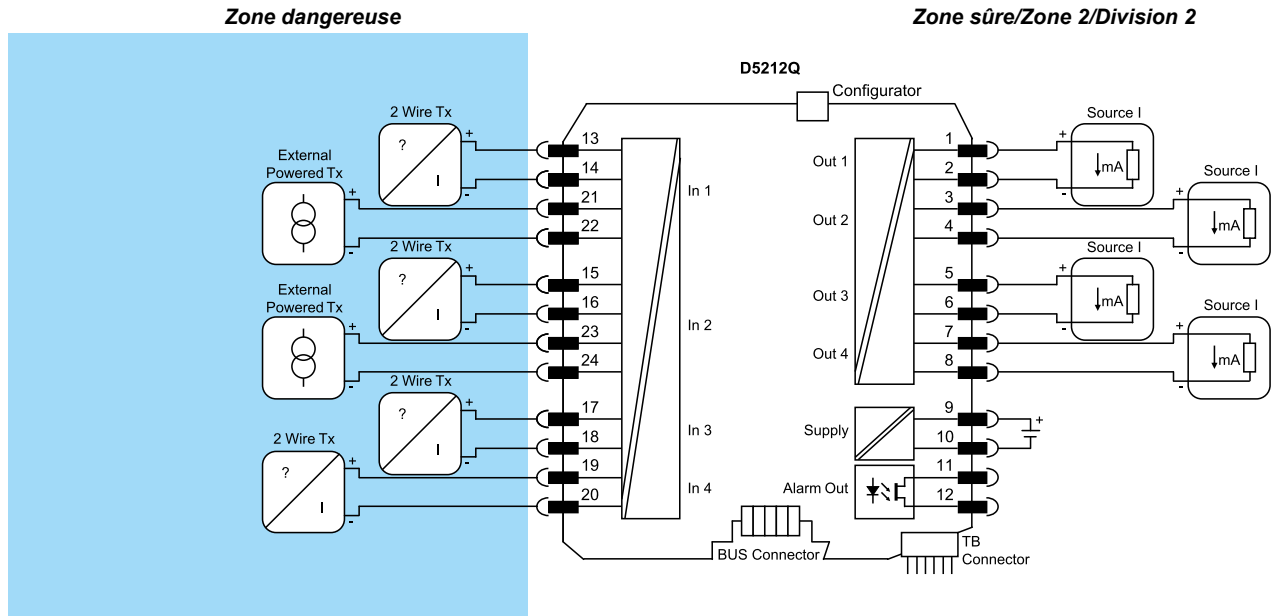 Zone dangereuse
Zone sûre/Zone 2/Division 2
D5212Q
Configurator
2 Wire Tx
?
I
+
-
External
Powered Tx
+
-
2 Wire Tx
?
I
+
-
External
Powered Tx
+
-
2 Wire Tx
?
I
+
-
2 Wire Tx
?
I
+
-
13
14
21
22
15
16
23
24
17
18
19
20
In 1
In 2
In 3
In 4
Out 1
Out 2
Out 3
Out 4
Supply
Alarm Out
1
2
3
4
5
6
7
8
9
10
11
12
Source I
+
mA
-
Source I
+
mA
-
Source I
+
mA
-
Source I
+
mA
-
+
BUS Connector
TB
Connector